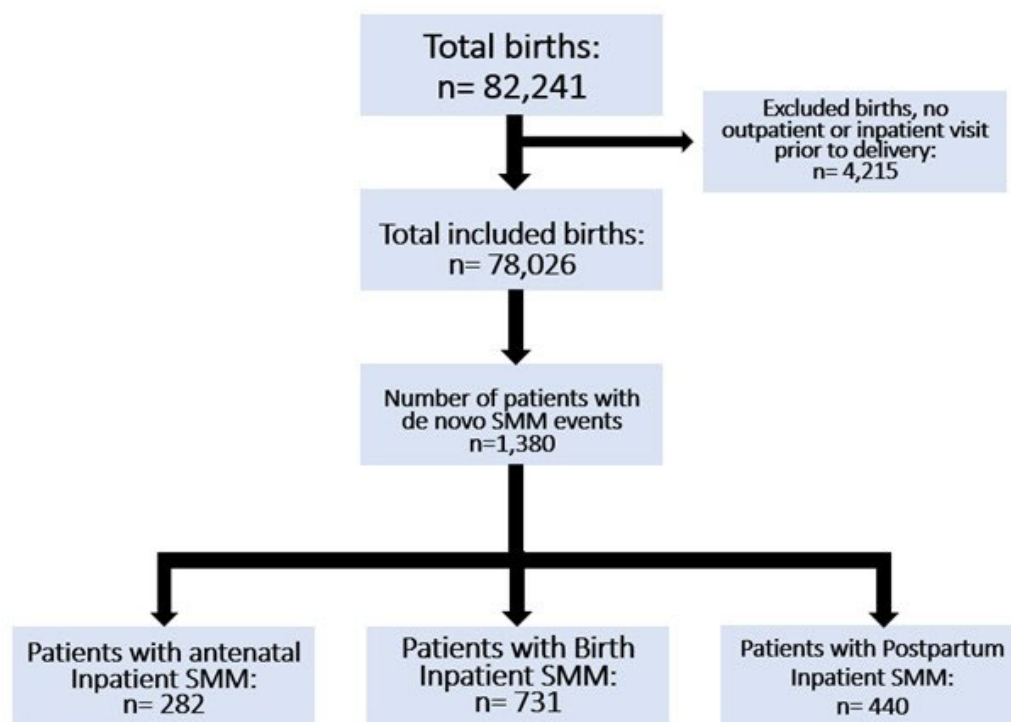 Total births:
n= 82,241
Excluded births, no
outpatient or inpatient visit
prior to delivery:
n= 4,215
Total included births:
n= 78,026
Number of patients with
de novo SMM events
n=1,380
Patients with antenatal
Inpatient SMM:
n= 282
Patients with Birth
Inpatient SMM:
n= 731
Patients with Postpartum
Inpatient SMM:
n= 440